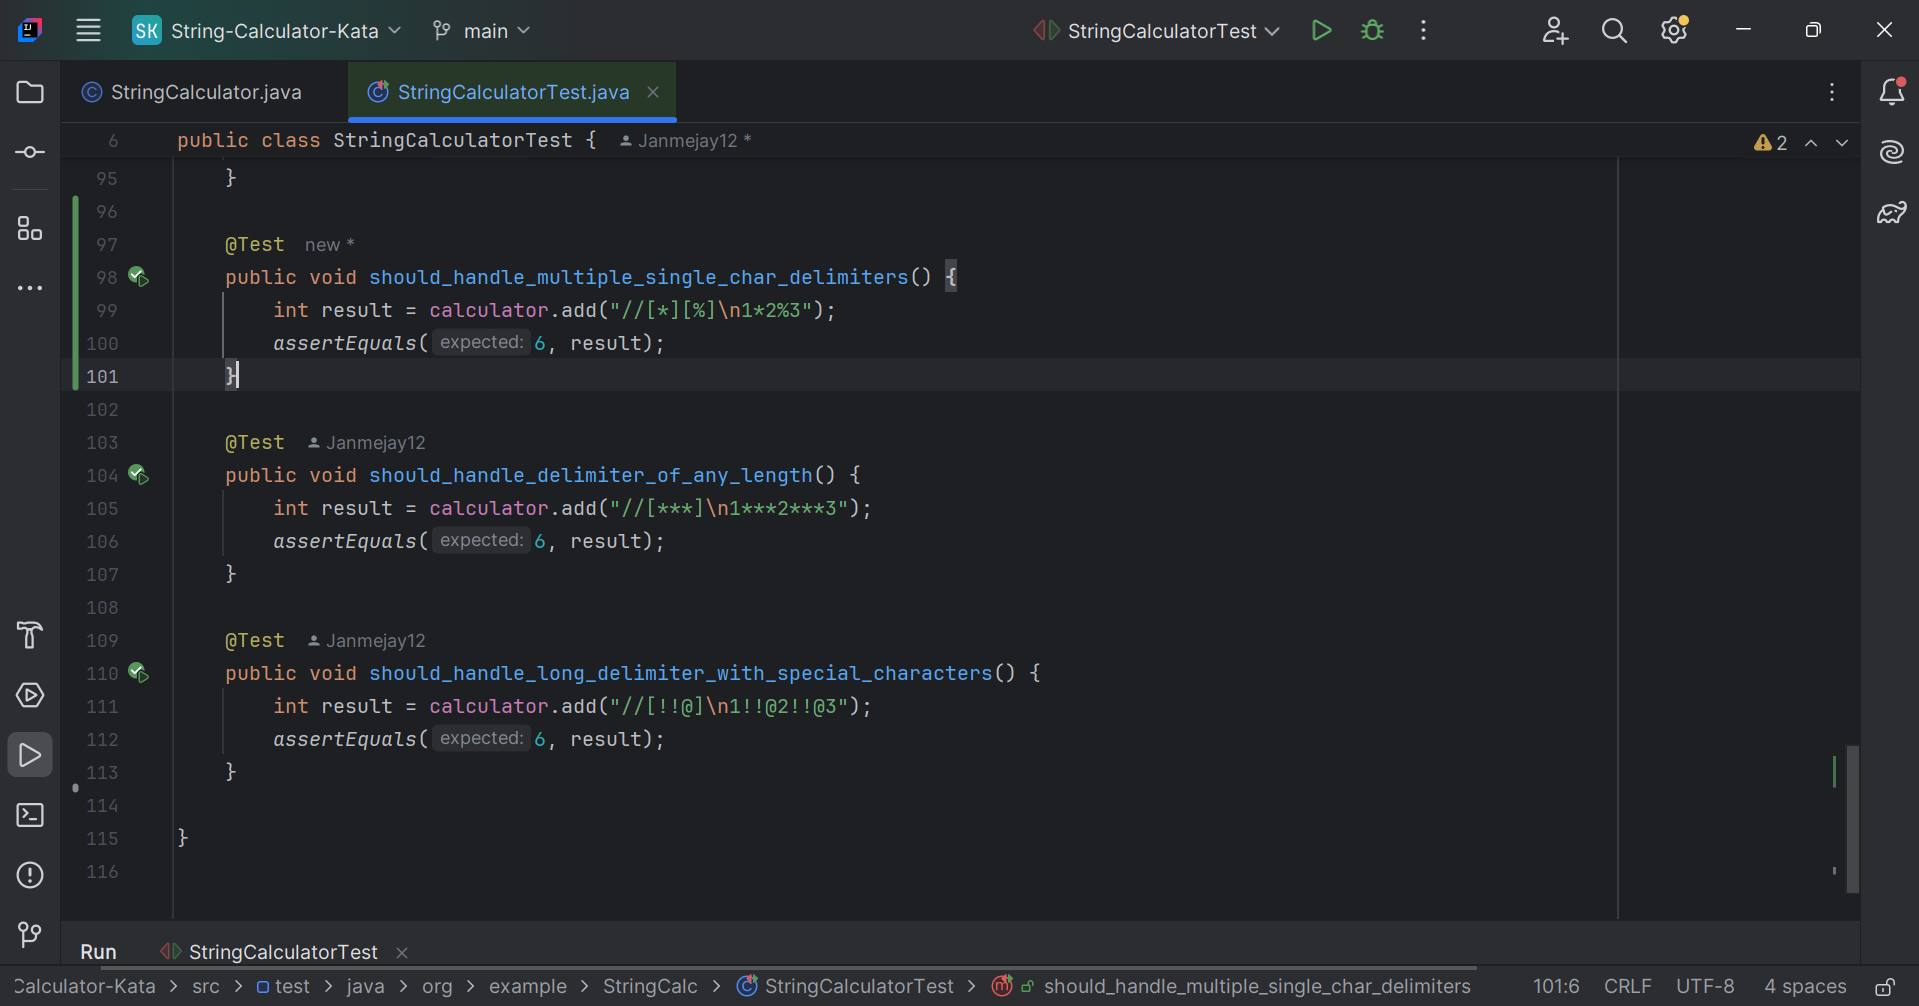 SK String-Calculator-Kata main StringCalculatorTest
StringCalculator.java StringCalculatorTest.java
6 public class StringCalculatorTest { Janmejay12 * 2
95 }
96
97 @Test new *
98 public void should_handle_multiple_single_char_delimiters() {
99 int result = calculator.add("//[*][%]\n1*2%3");
100 assertEquals( expected: 6, result);
101 }
102
103 @Test Janmejay12
104 public void should_handle_delimiter_of_any_length() {
105 int result = calculator.add("//[***]\n1***2***3");
106 assertEquals( expected: 6, result);
107 }
108
109 @Test Janmejay12
110 public void should_handle_long_delimiter_with_special_characters() {
111 int result = calculator.add("//[!!@]\n1!!@2!!@3");
112 assertEquals( expected: 6, result);
113 }
114
115 }
116
Run StringCalculatorTest
Calculator-Kata > src > test > java > org > example > StringCalc > StringCalculatorTest > should_handle_multiple_single_char_delimiters 101:6 CRLF UTF-8 4 spaces